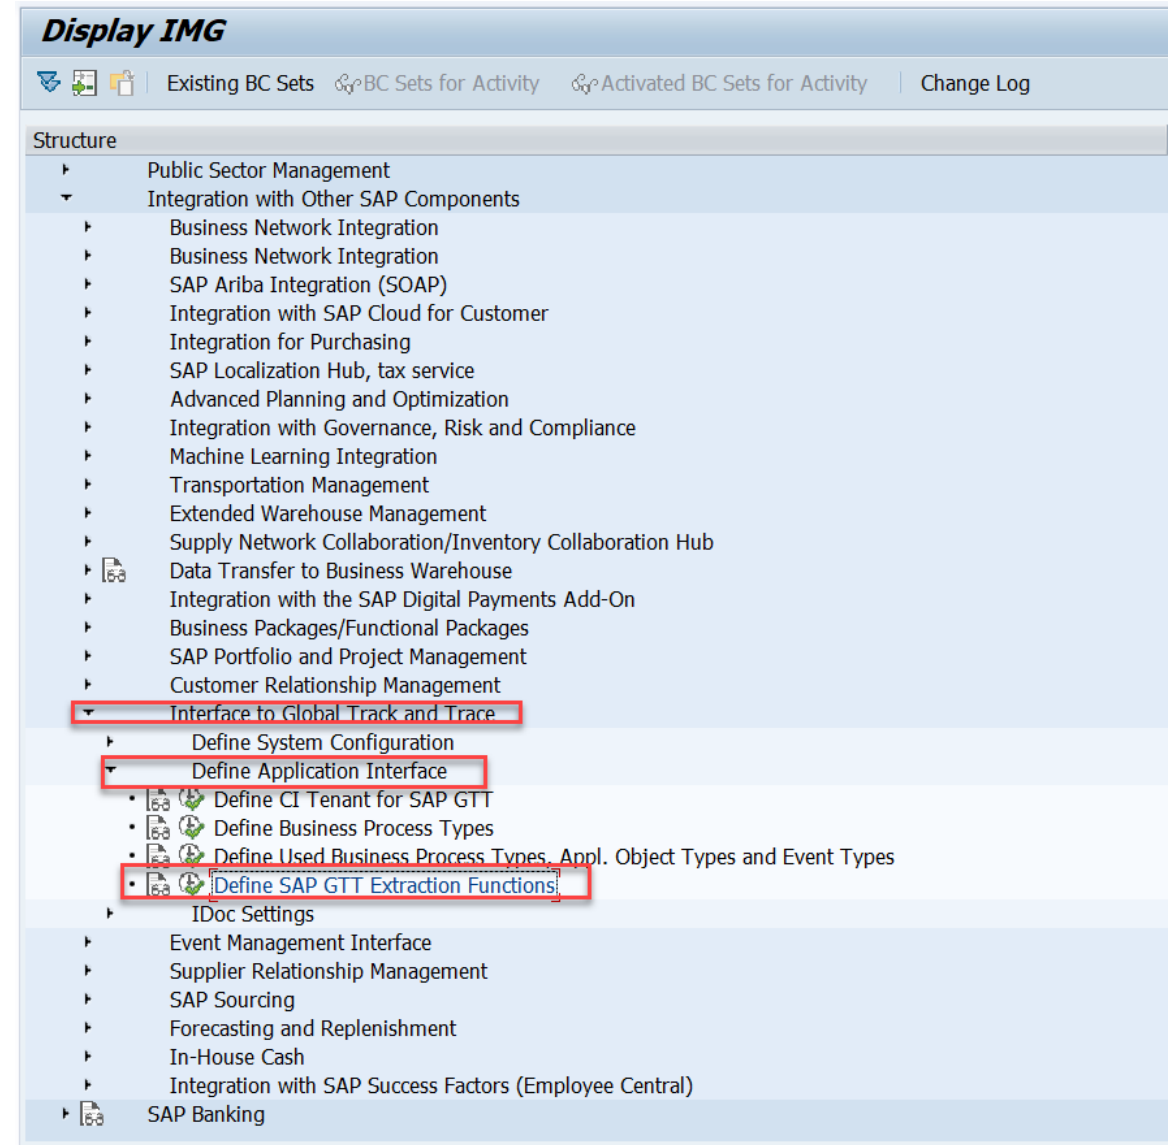 Display IMG
Existing BC Sets BC Sets for Activity Activated BC Sets for Activity Change Log
Structure
Public Sector Management
Integration with Other SAP Components
Business Network Integration
Business Network Integration
SAP Ariba Integration (SOAP)
Integration with SAP Cloud for Customer
Integration for Purchasing
SAP Localization Hub, tax service
Advanced Planning and Optimization
Integration with Governance, Risk and Compliance
Machine Learning Integration
Transportation Management
Extended Warehouse Management
Supply Network Collaboration/Inventory Collaboration Hub
Data Transfer to Business Warehouse
Integration with the SAP Digital Payments Add-On
Business Packages/Functional Packages
SAP Portfolio and Project Management
Customer Relationship Management
Interface to Global Track and Trace
Define System Configuration
Define Application Interface
Define CI Tenant for SAP GTT
Define Business Process Types
Define Used Business Process Types, Appl. Object Types and Event Types
Define SAP GTT Extraction Functions
IDoc Settings
Event Management Interface
Supplier Relationship Management
SAP Sourcing
Forecasting and Replenishment
In-House Cash
Integration with SAP Success Factors (Employee Central)
SAP Banking